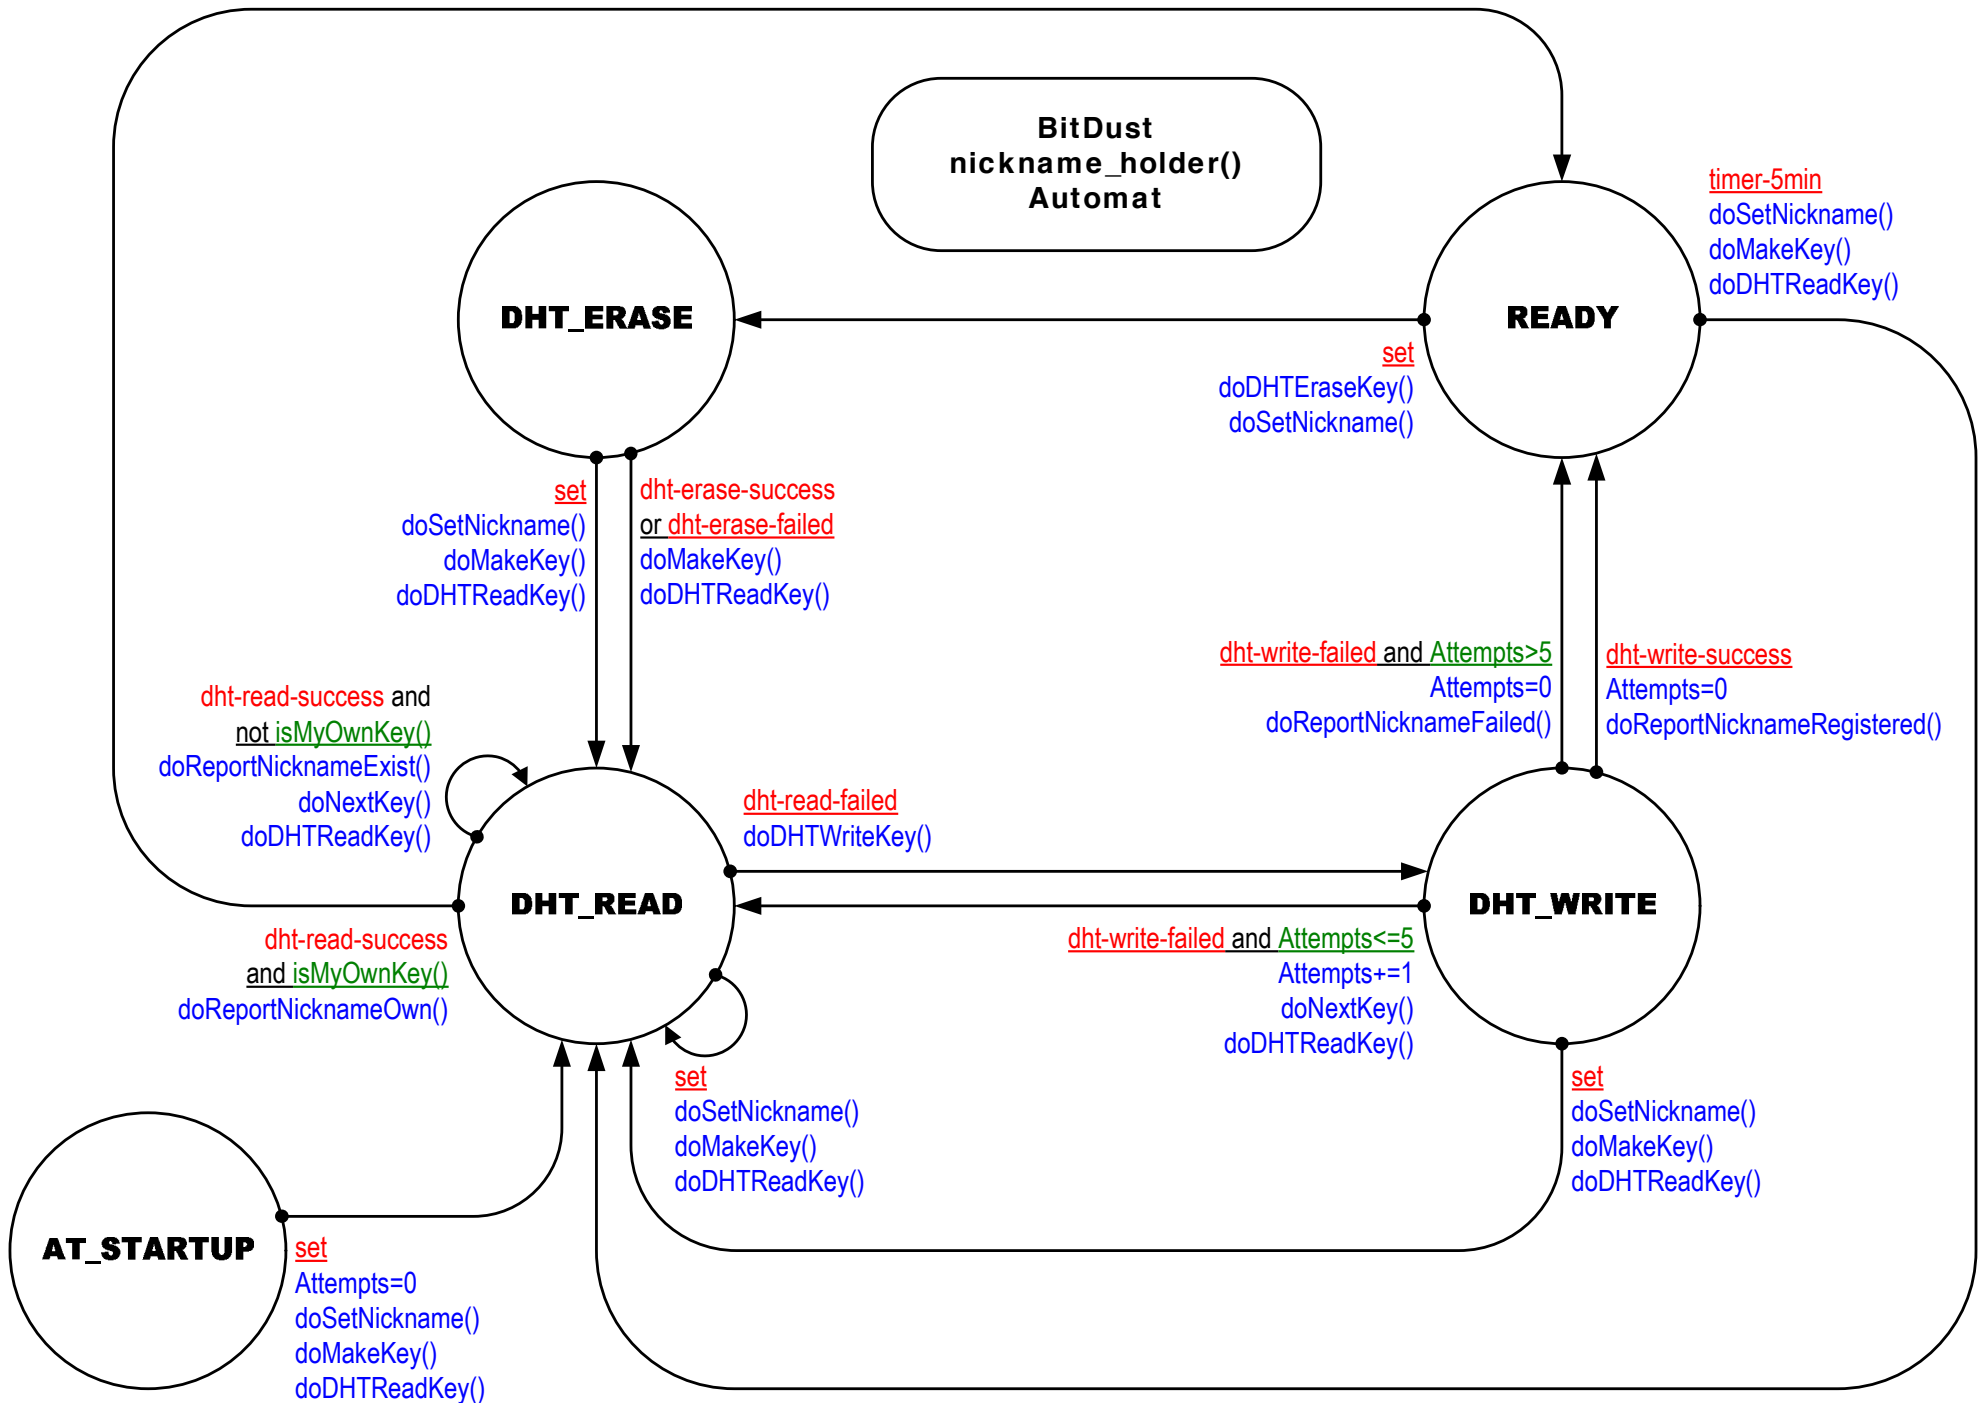 BitDust
nickname_holder()
Automat
timer-5min
doSetNickname()
doMakeKey()
doDHTReadKey()
DHT_ERASE
READY
set
doDHTEraseKey()
doSetNickname()
set
doSetNickname()
doMakeKey()
doDHTReadKey()
dht-erase-success
or dht-erase-failed
doMakeKey()
doDHTReadKey()
dht-write-failed and Attempts>5
Attempts=0
doReportNicknameFailed()
dht-write-success
Attempts=0
doReportNicknameRegistered()
dht-read-success and
not isMyOwnKey()
doReportNicknameExist()
doNextKey()
doDHTReadKey()
dht-read-failed
doDHTWriteKey()
DHT_READ
DHT_WRITE
dht-read-success
and isMyOwnKey()
doReportNicknameOwn()
dht-write-failed and Attempts<=5
Attempts+=1
doNextKey()
doDHTReadKey()
set
doSetNickname()
doMakeKey()
doDHTReadKey()
set
doSetNickname()
doMakeKey()
doDHTReadKey()
AT_STARTUP
set
Attempts=0
doSetNickname()
doMakeKey()
doDHTReadKey()